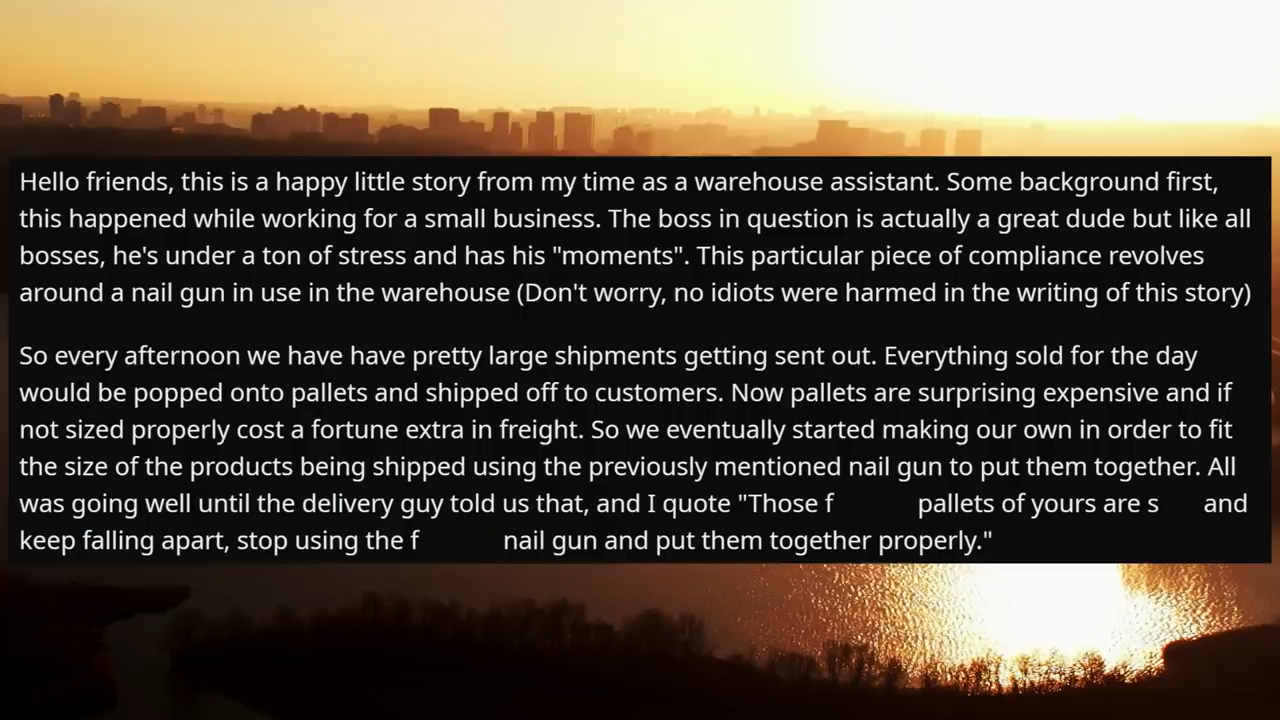 Hello friends, this is a happy little story from my time as a warehouse assistant. Some background first,
this happened while working for a small business. The boss in question is actually a great dude but like all
bosses, he's under a ton of stress and has his "moments". This particular piece of compliance revolves
around a nail gun in use in the warehouse (Don't worry, no idiots were harmed in the writing of this story)
So every afternoon we have have pretty large shipments getting sent out. Everything sold for the day
would be popped onto pallets and shipped off to customers. Now pallets are surprising expensive and if
not sized properly cost a fortune extra in freight. So we eventually started making our own in order to fit
the size of the products being shipped using the previously mentioned nail gun to put them together. All
was going well until the delivery guy told us that, and I quote "Those f pallets of yours are s and
keep falling apart, stop using the f nail gun and put them together properly."